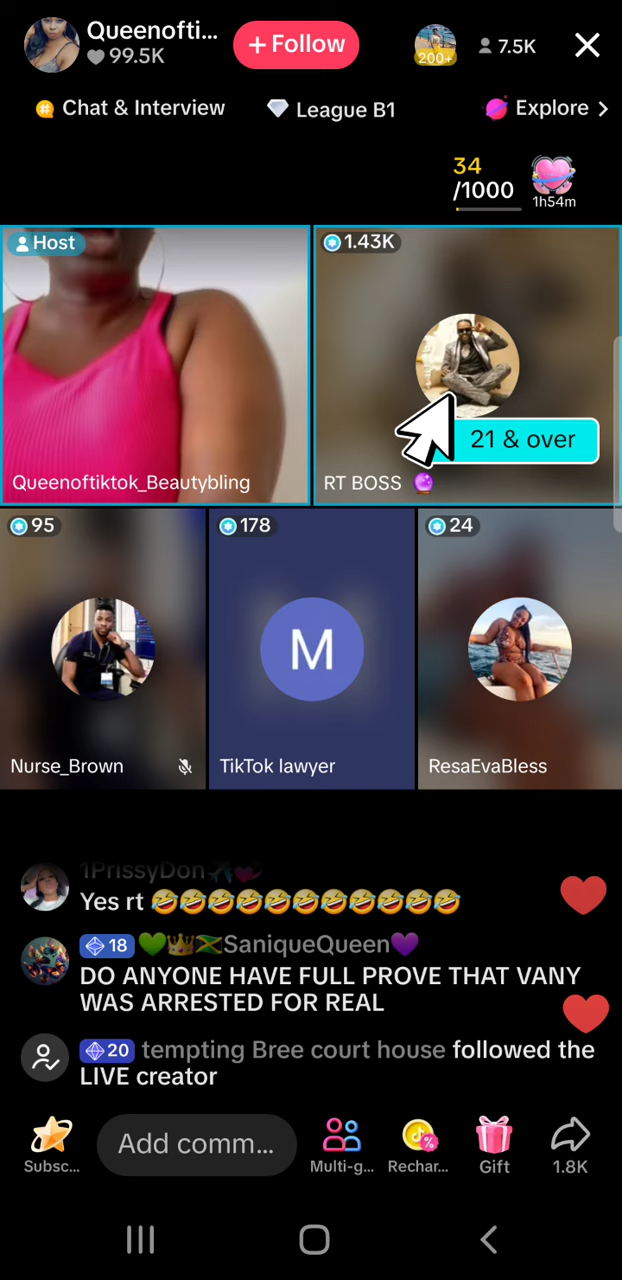 Queenofti...
99.5K
+ Follow
200+
7.5K
Chat & Interview
League B1
Explore
34
/1000
1h54m
Host
1.43K
21 & over
Queenoftiktok_Beautybling
RT BOSS
95
178
24
M
Nurse_Brown
TikTok lawyer
ResaEvaBless
1PrissyDon✈️💕
Yes rt 🤣🤣🤣🤣🤣🤣🤣🤣🤣🤣🤣
18 💚👑🇯🇲SaniqueQueen💜
DO ANYONE HAVE FULL PROVE THAT VANY
WAS ARRESTED FOR REAL
20 tempting Bree court house followed the
LIVE creator
Subsc...
Add comm...
Multi-g...
Rechar...
Gift
1.8K